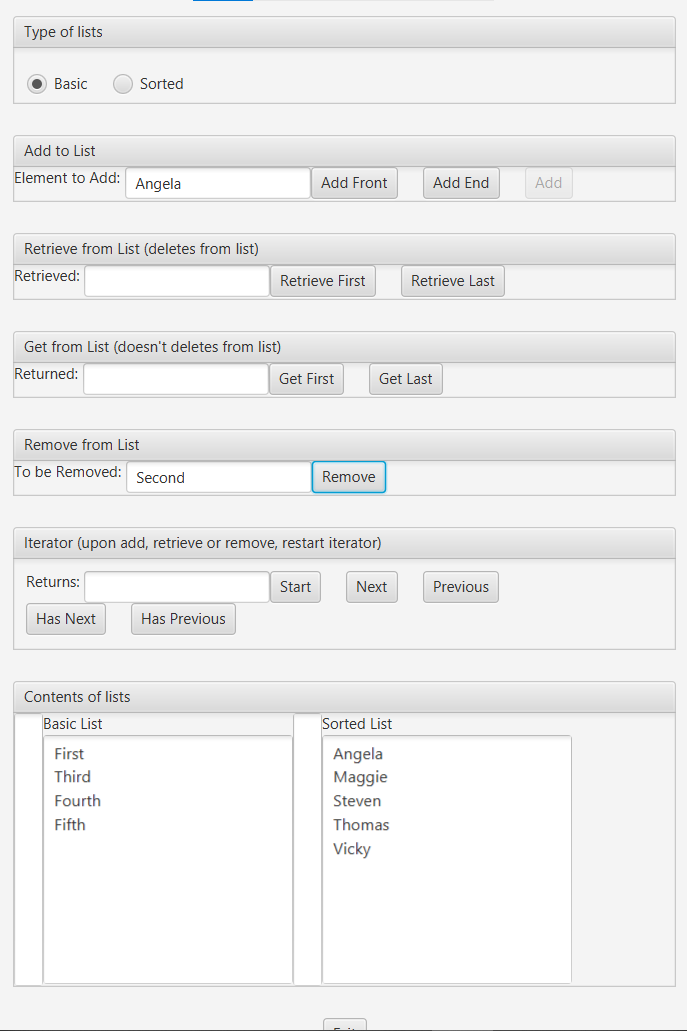 Type of lists
Basic Sorted
Add to List
Element to Add: Angela Add Front Add End Add
Retrieve from List (deletes from list)
Retrieved: Retrieve First Retrieve Last
Get from List (doesn't deletes from list)
Returned: Get First Get Last
Remove from List
To be Removed: Second Remove
Iterator (upon add, retrieve or remove, restart iterator)
Returns: Start Next Previous
Has Next Has Previous
Contents of lists
Basic List Sorted List
First Angela
Third Maggie
Fourth Steven
Fifth Thomas
Vicky